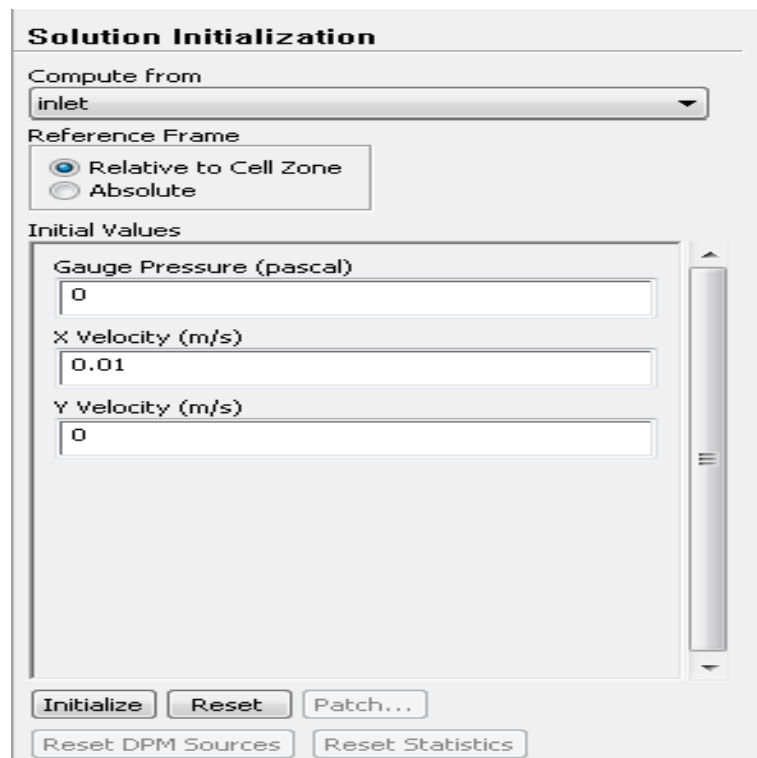 Solution Initialization
Compute from
inlet
Reference Frame
Relative to Cell Zone
Absolute
Initial Values
Gauge Pressure (pascal)
0
X Velocity (m/s)
0.01
Y Velocity (m/s)
0
Initialize Reset Patch...
Reset DPM Sources Reset Statistics